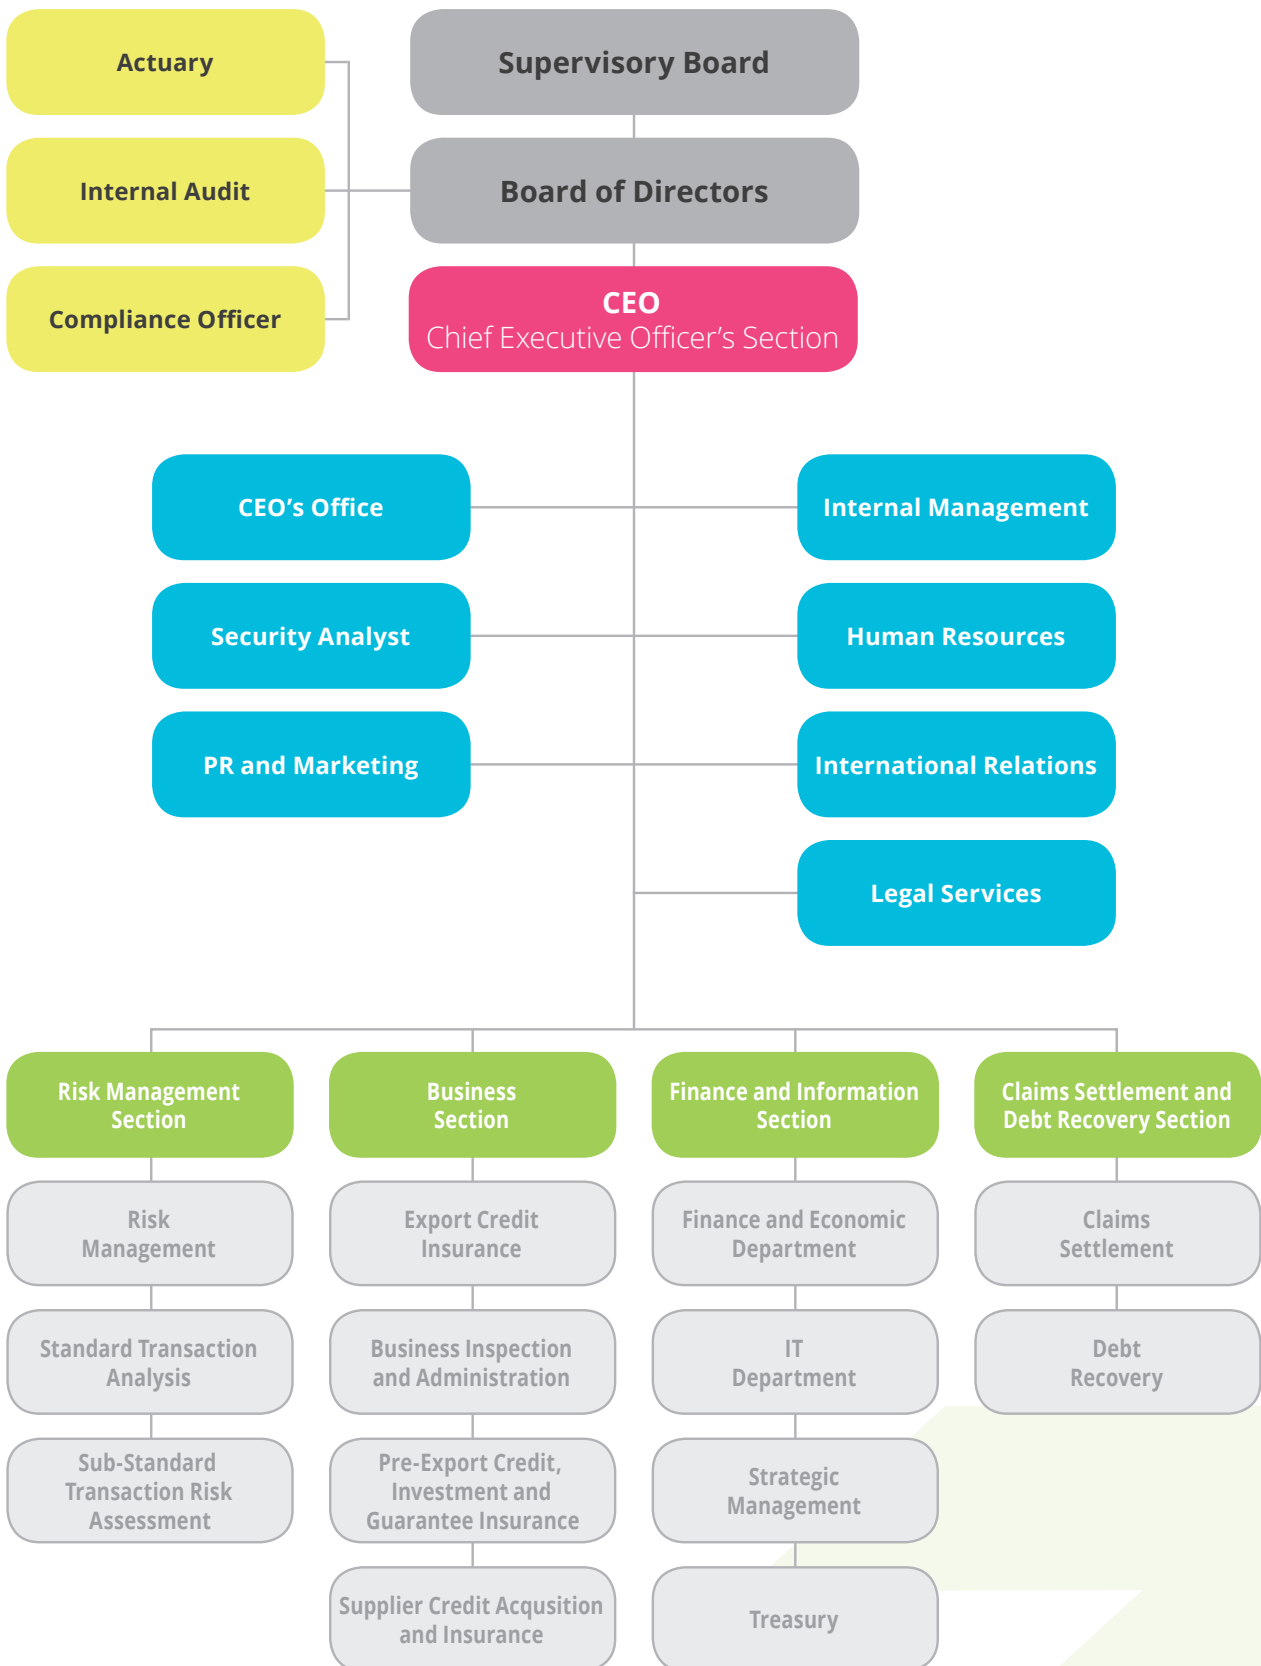 Actuary
Supervisory Board
Internal Audit
Board of Directors
Compliance Officer
CEO
Chief Executive Officer’s Section
CEO’s Office
Internal Management
Security Analyst
Human Resources
PR and Marketing
International Relations
Legal Services
Risk Management
Section
Business
Section
Finance and Information
Section
Claims Settlement and
Debt Recovery Section
Risk
Management
Export Credit
Insurance
Finance and Economic
Department
Claims
Settlement
Standard Transaction
Analysis
Business Inspection
and Administration
IT
Department
Debt
Recovery
Sub-Standard
Transaction Risk
Assessment
Pre-Export Credit,
Investment and
Guarantee Insurance
Strategic
Management
Supplier Credit Acqusition
and Insurance
Treasury